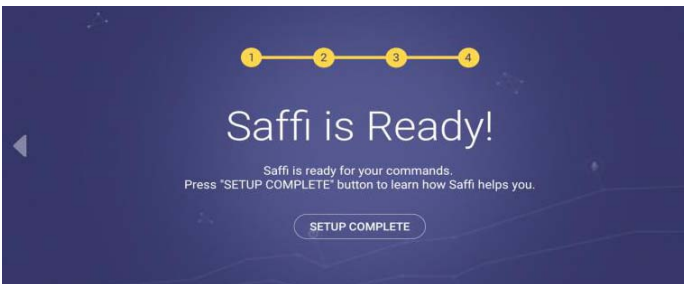 1 2 3 4
Saffi is Ready!
Saffi is ready for your commands.
Press "SETUP COMPLETE" button to learn how Saffi helps you.
SETUP COMPLETE